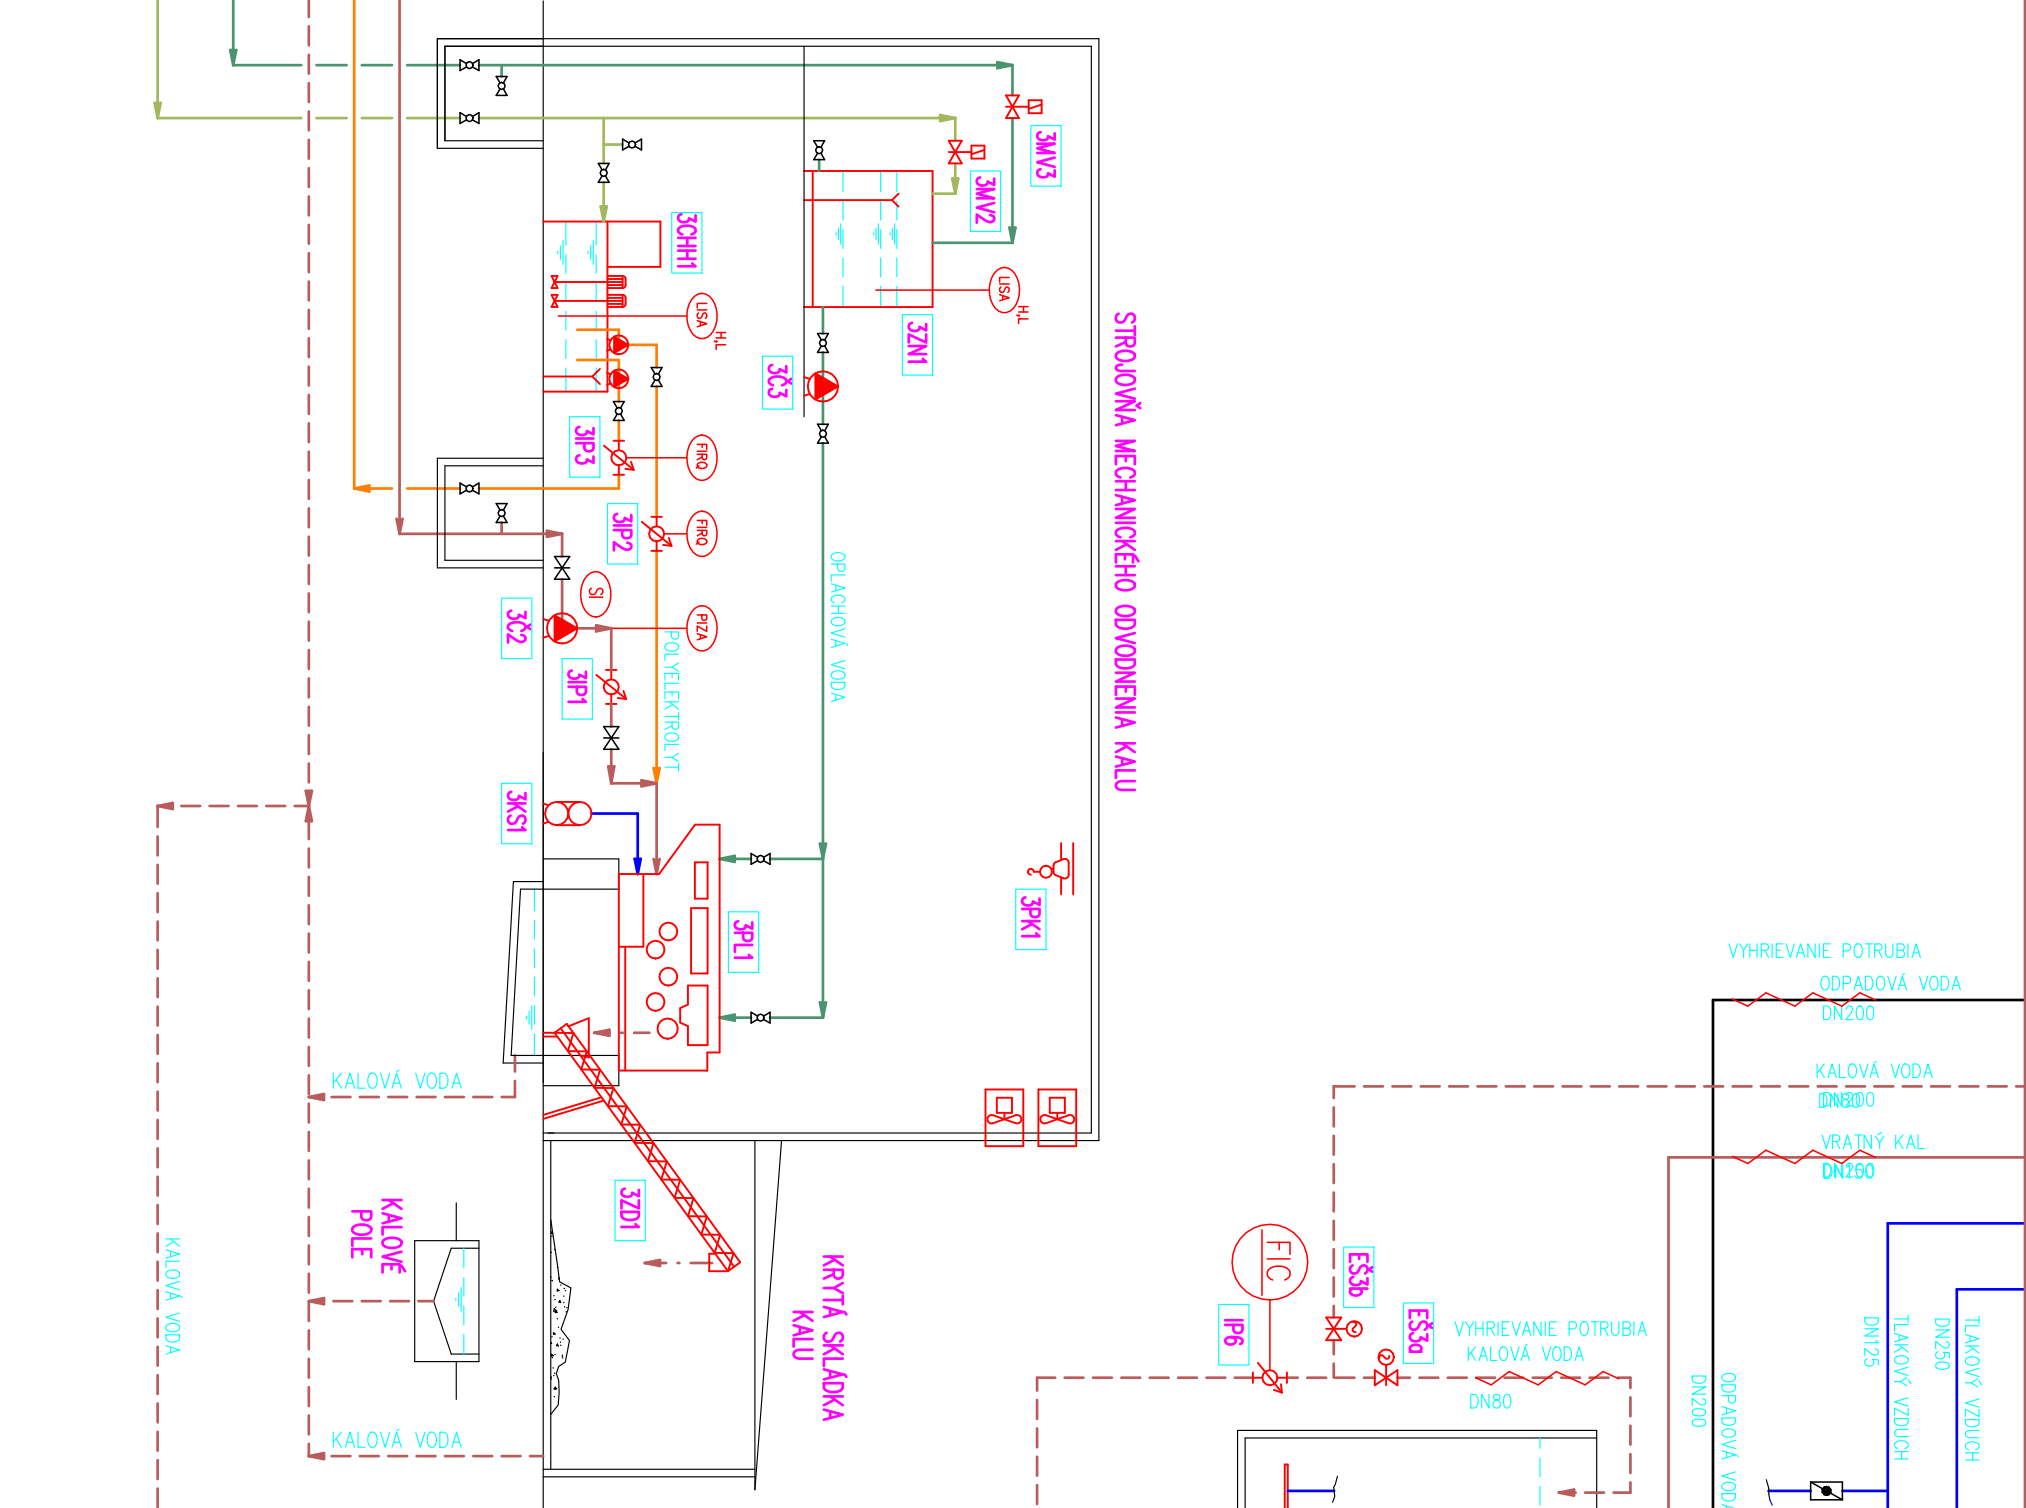 STROJOVŇA MECHANICKÉHO ODVODNENIA KALU
3MV3
3MV2
3CHH1
LISA
H,L
LISA
H,L
3ZN1
3Č3
3IP3
FIRQ
3IP2
FIRQ
OPLACHOVÁ VODA
SI
PIZA
3Č2
3IP1
POLYELEKTROLYT
3KS1
3PL1
3PK1
3ZD1
KALOVÁ VODA
KALOVÉ
POLE
KALOVÁ VODA
KALOVÁ VODA
KRYTÁ SKLÁDKA
KALU
VYHRIEVANIE POTRUBIA
ODPADOVÁ VODA
DN200
KALOVÁ VODA
VRATNÝ KAL
FIC
EŠ3b
EŠ3a
IP6
VYHRIEVANIE POTRUBIA
KALOVÁ VODA
DN80
TLAKOVÝ VZDUCH
DN125
TLAKOVÝ VZDUCH
DN250
ODPADOVÁ VODA
DN200